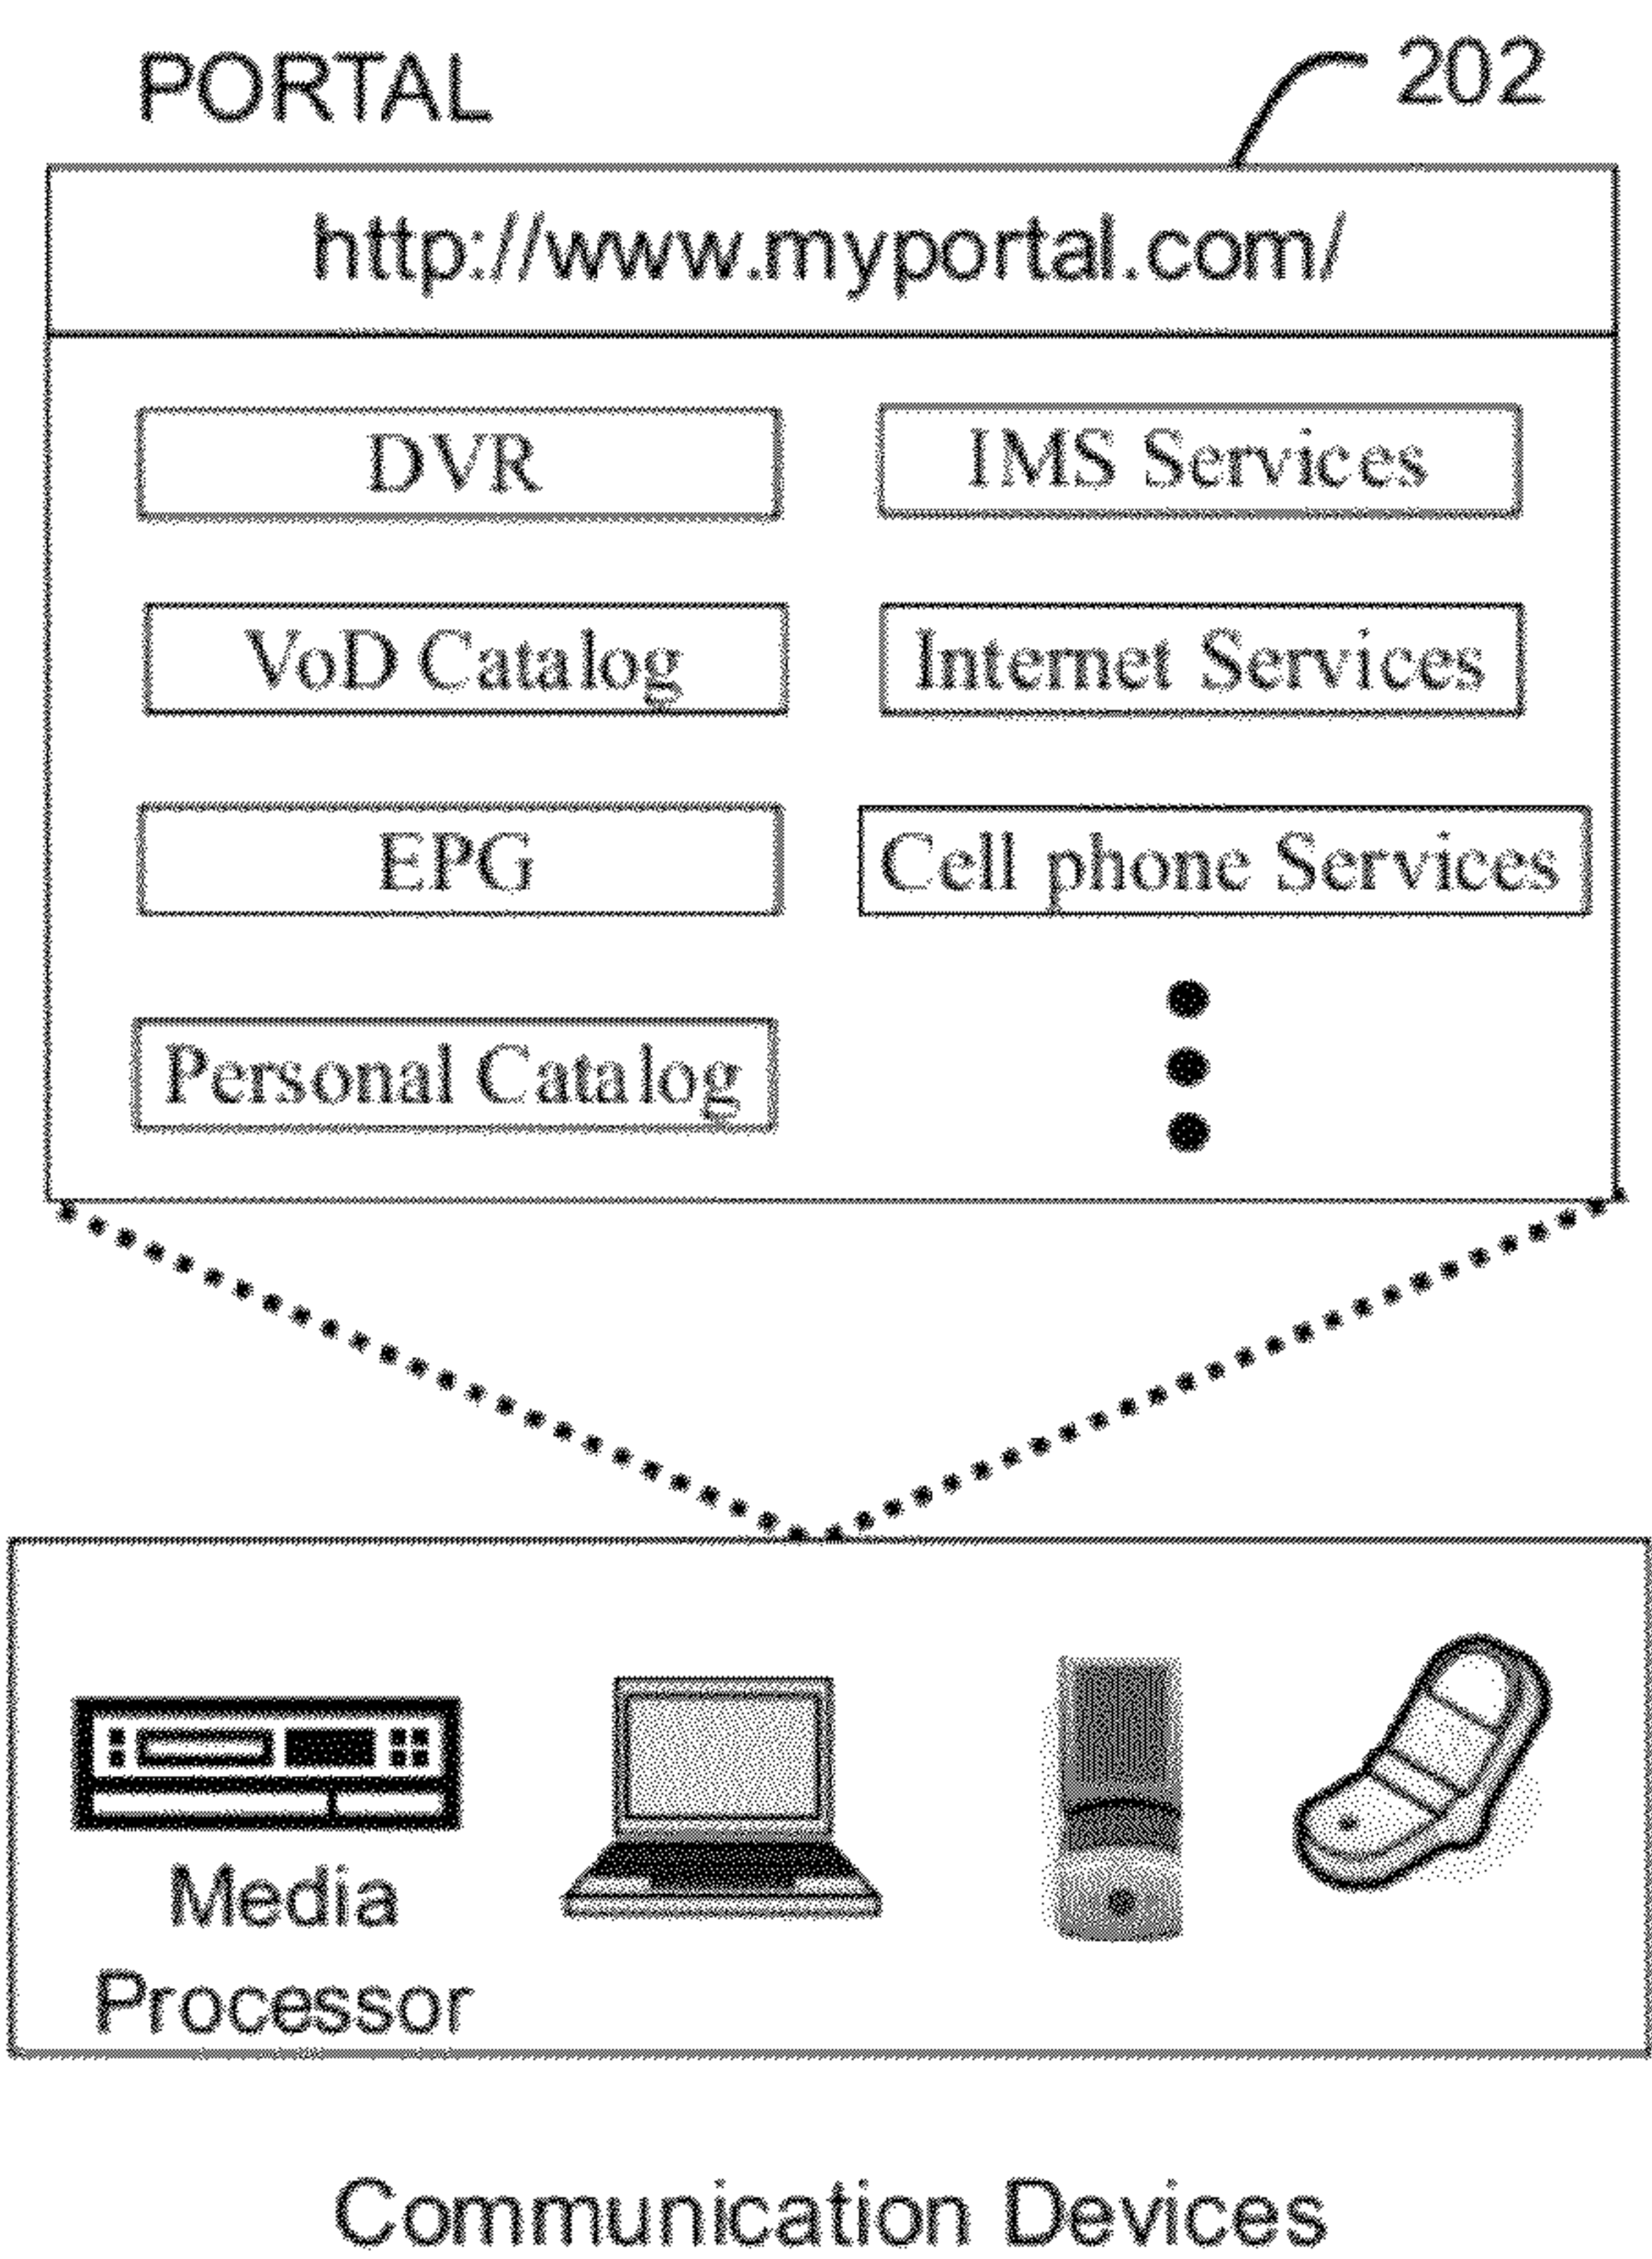 PORTAL
202
http://www.myportal.com/
DVR
IMS Services
VoD Catalog
Internet Services
EPG
Cell phone Services
Personal Catalog
Media
Processor
Communication Devices